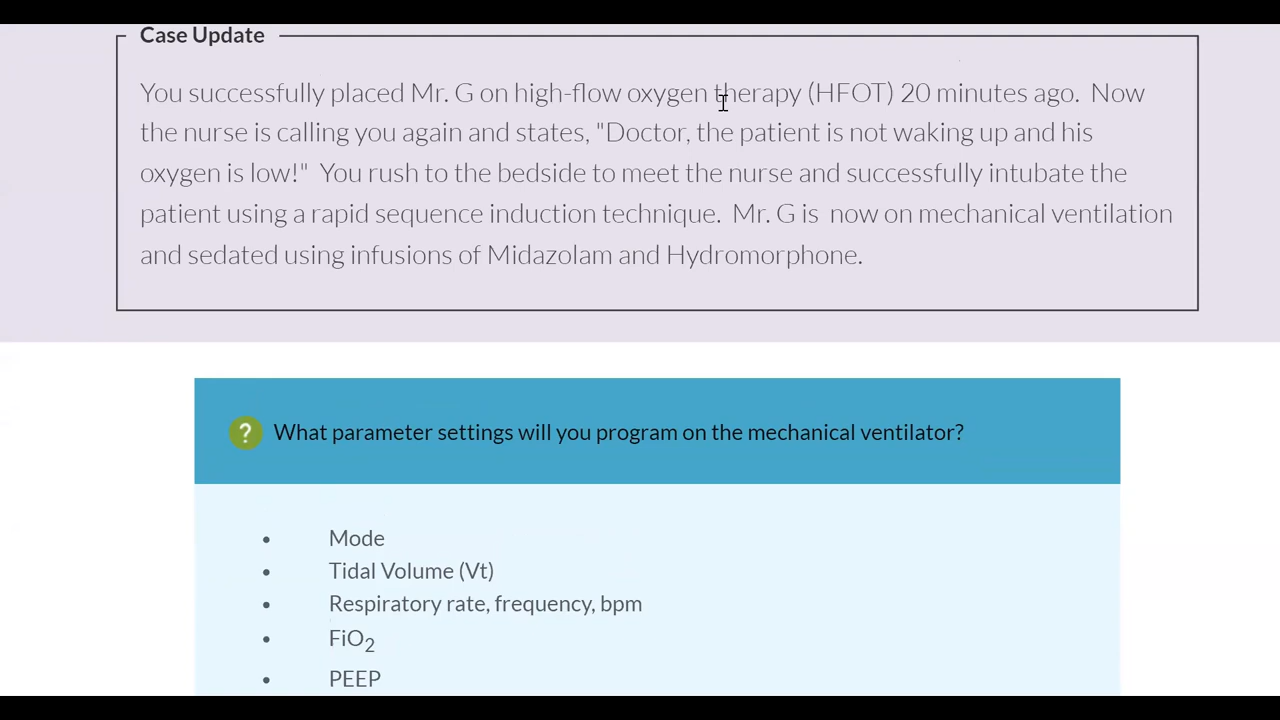 Case Update
You successfully placed Mr. G on high-flow oxygen therapy (HFOT) 20 minutes ago.  Now
the nurse is calling you again and states, "Doctor, the patient is not waking up and his
oxygen is low!"  You rush to the bedside to meet the nurse and successfully intubate the
patient using a rapid sequence induction technique.  Mr. G is  now on mechanical ventilation
and sedated using infusions of Midazolam and Hydromorphone.
? What parameter settings will you program on the mechanical ventilator?
• Mode
• Tidal Volume (Vt)
• Respiratory rate, frequency, bpm
• FiO2
• PEEP